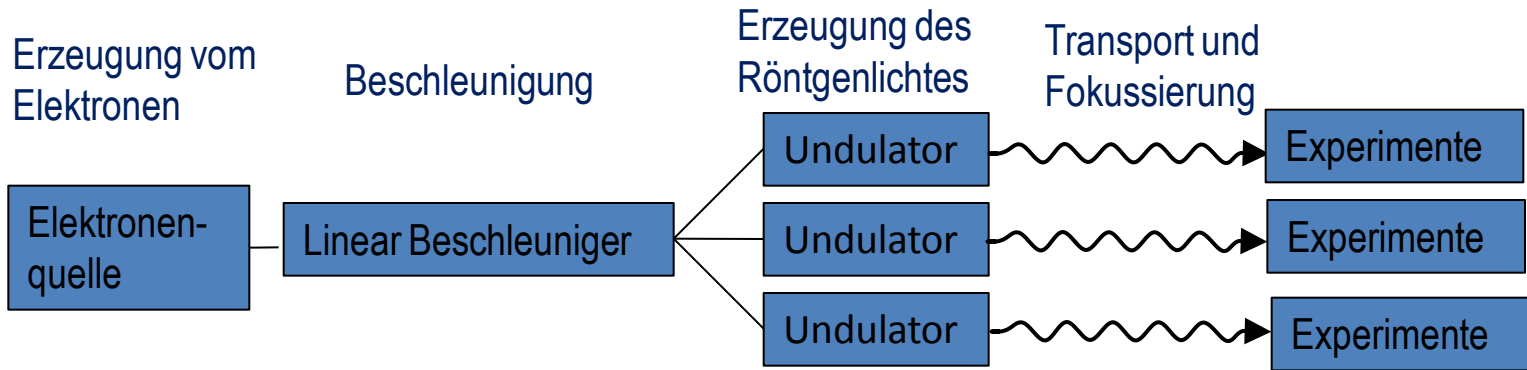 Erzeugung vom
Elektronen
Beschleunigung
Erzeugung des
Röntgenlichtes
Transport und
Fokussierung
Elektronen-
quelle
Linear Beschleuniger
Undulator
Experimente
Undulator
Experimente
Undulator
Experimente